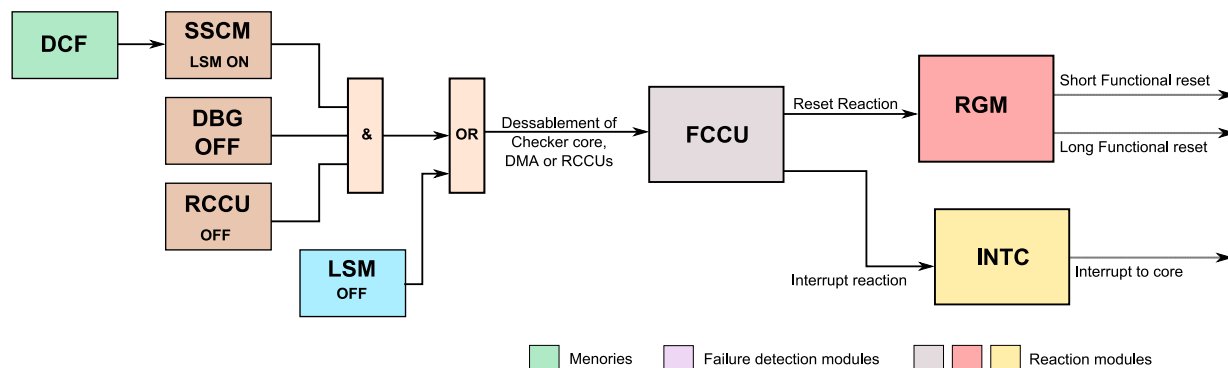 DCF
SSCM
LSM ON
DBG
OFF
RCCU
OFF
&
OR
LSM
OFF
Dessablement of
Checker core,
DMA or RCCUs
FCCU
Reset Reaction
Interrupt reaction
RGM
Short Functional reset
Long Functional reset
INTC
Interrupt to core
Menories
Failure detection modules
Reaction modules